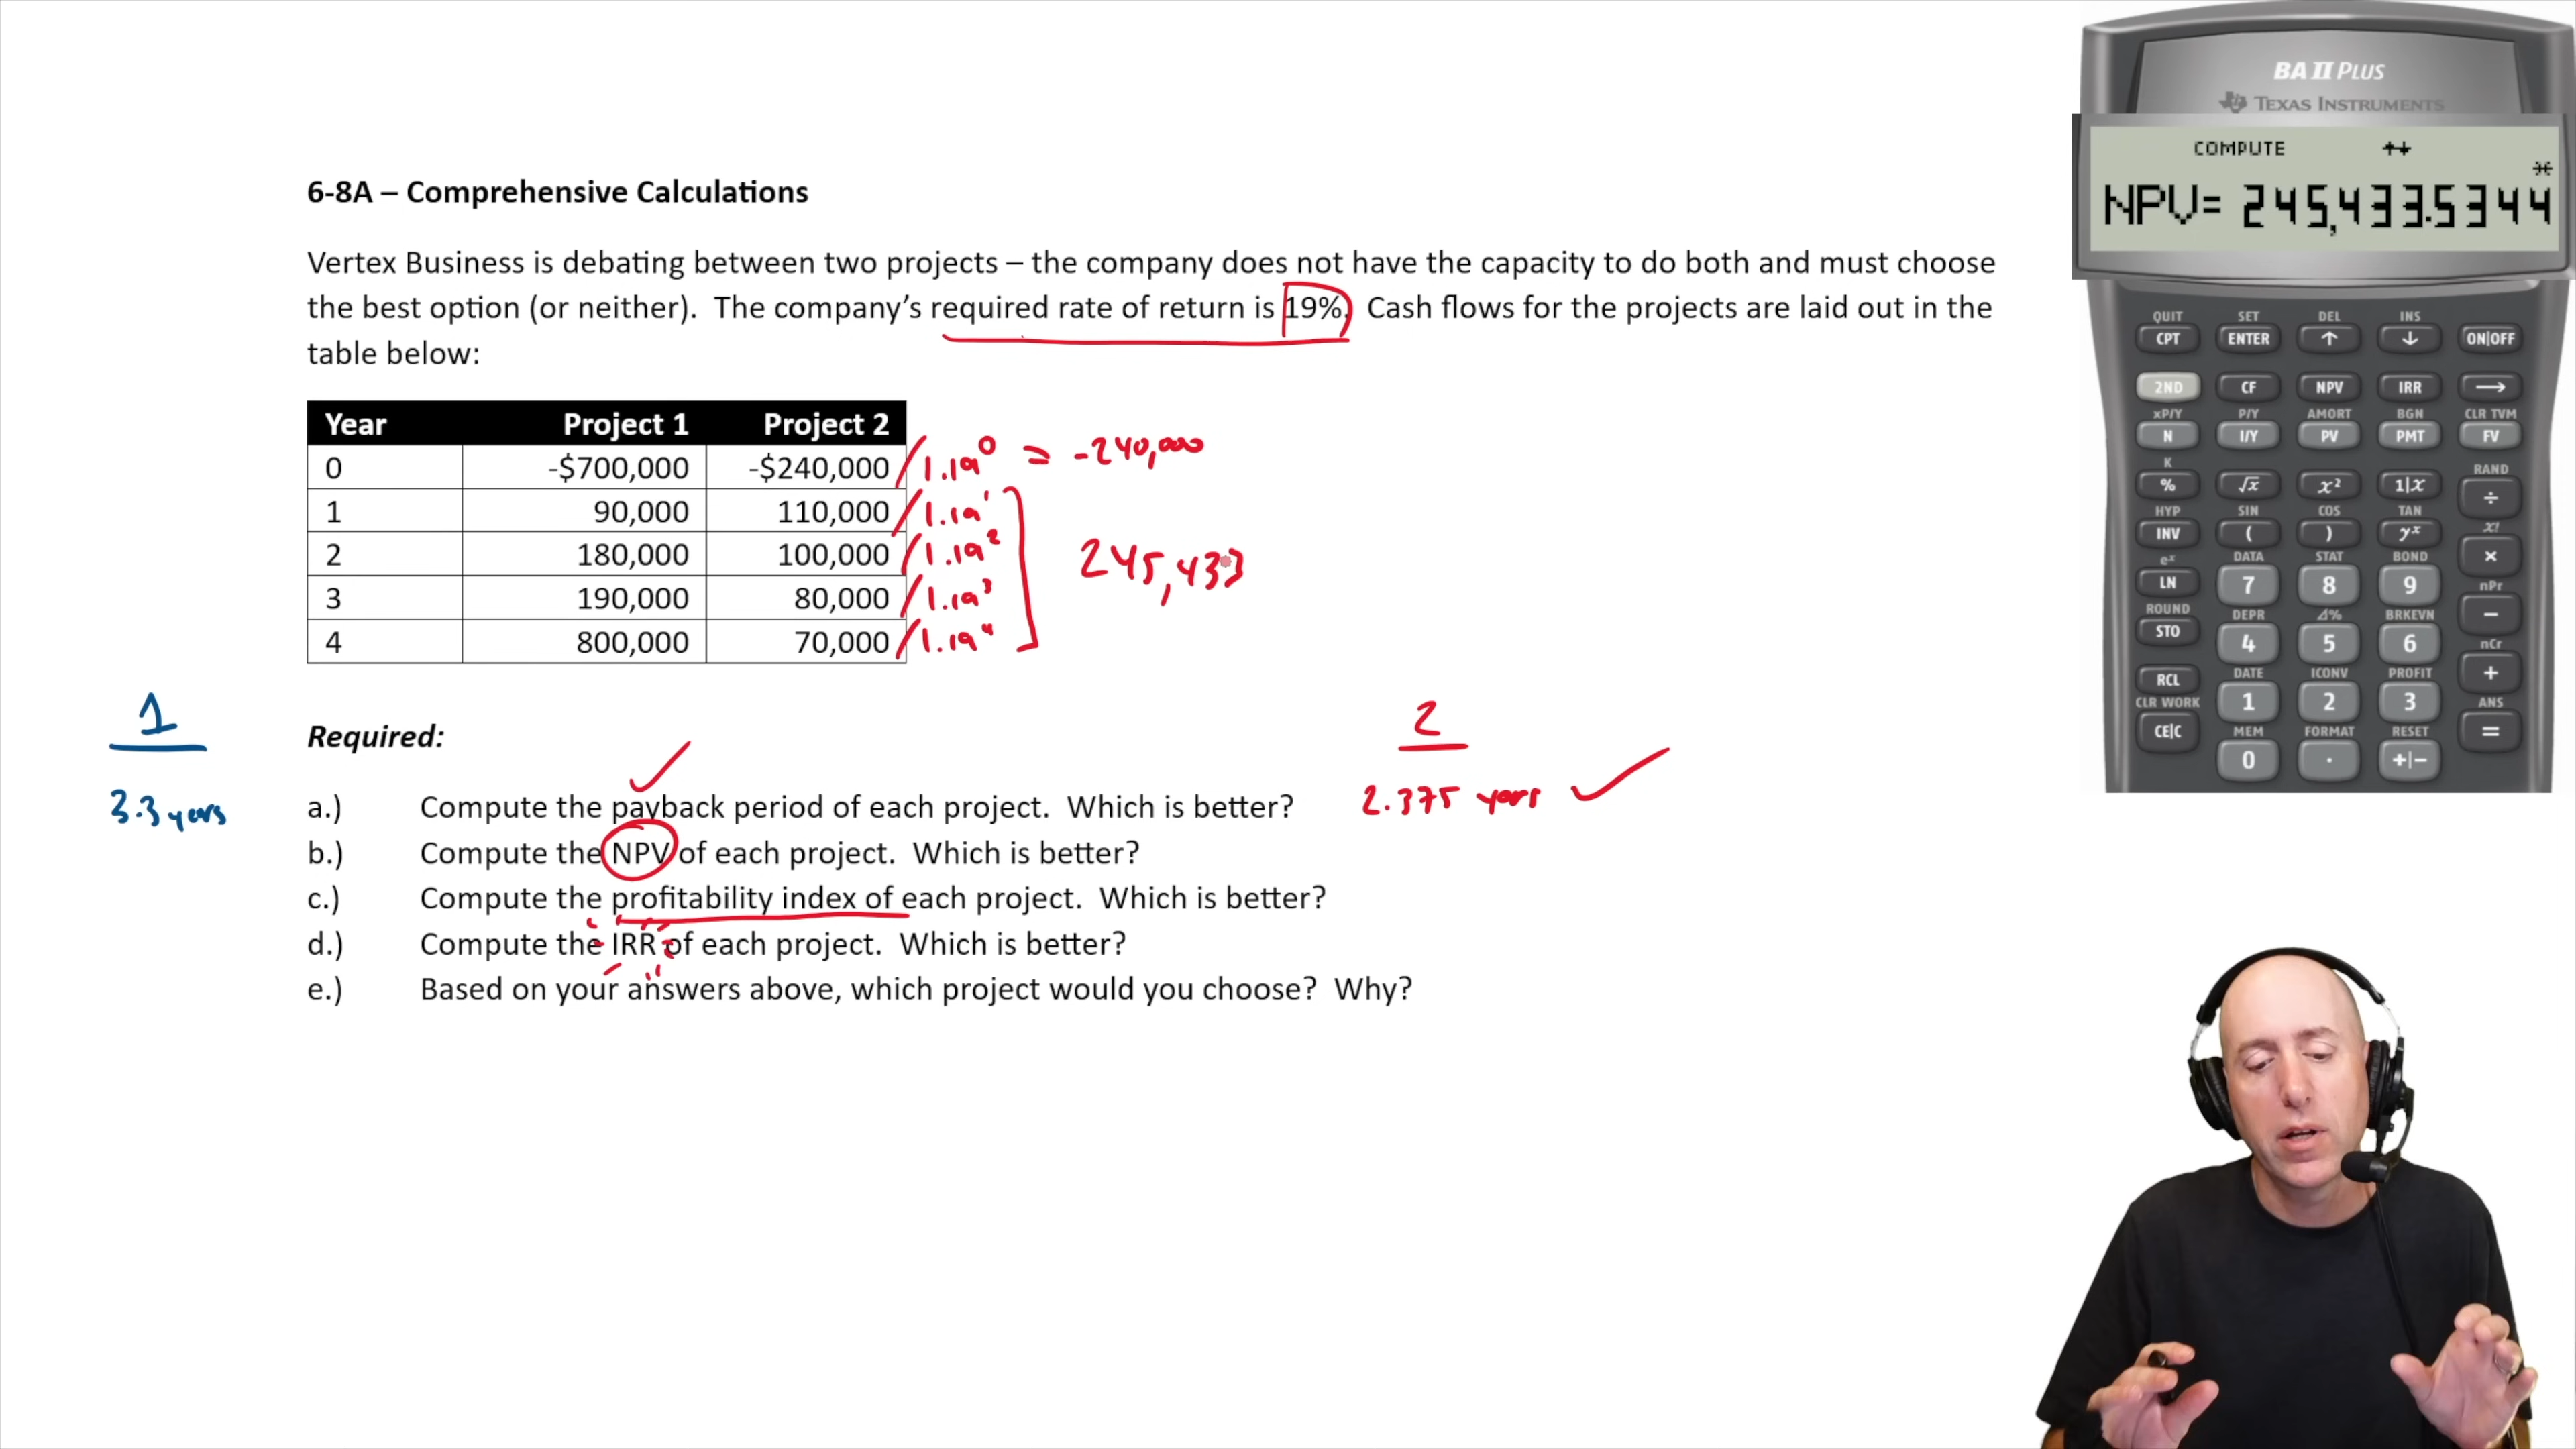 6-8A – Comprehensive Calculations
Vertex Business is debating between two projects – the company does not have the capacity to do both and must choose
the best option (or neither). The company's required rate of return is 19%. Cash flows for the projects are laid out in the
table below:
Year Project 1 Project 2
0 -$700,000 -$240,000 /1.19^0 = -240,000
1 90,000 110,000 /1.19^1
2 180,000 100,000 /1.19^2
245,433
3 190,000 80,000 /1.19^3
4 800,000 70,000 /1.19^4
1
2
Required:
3.3 years
a.) Compute the payback period of each project. Which is better?
2.375 years
b.) Compute the NPV of each project. Which is better?
c.) Compute the profitability index of each project. Which is better?
d.) Compute the IRR of each project. Which is better?
e.) Based on your answers above, which project would you choose? Why?
BA II PLUS
TEXAS INSTRUMENTS
COMPUTE ↑↓
*
NPV= 245,433.5344
QUIT SET DEL INS
CPT ENTER ↑ ↓ ON|OFF
2ND CF NPV IRR →
xP/Y P/Y AMORT BGN CLR TVM
N I/Y PV PMT FV
K RAND
% √x x² 1|x ÷
HYP SIN COS TAN x!
INV ( ) yˣ ×
eˣ DATA STAT BOND nPr
LN 7 8 9 −
ROUND DEPR Δ% BRKEVN nCr
STO 4 5 6 +
DATE ICONV PROFIT
RCL 1 2 3
CLR WORK ANS
CE|C =
MEM FORMAT RESET
0 . +|−